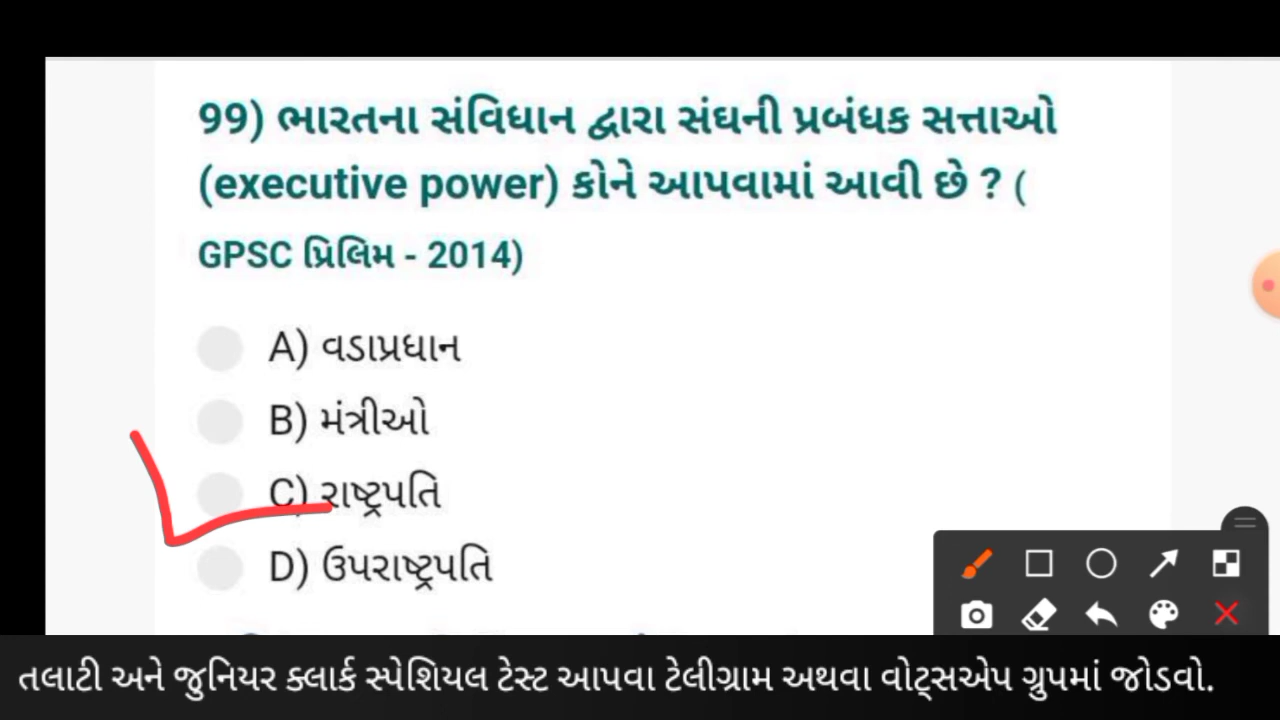 99) ભારતના સંવિધાન દ્વારા સંઘની પ્રબંધક સત્તાઓ
(executive power) કોને આપવામાં આવી છે ? (
GPSC પ્રિલિમ - 2014)
A) વડાપ્રધાન
B) મંત્રીઓ
C) રાષ્ટ્રપતિ
D) ઉપરાષ્ટ્રપતિ
તલાટી અને જુનિયર ક્લાર્ક સ્પેશિયલ ટેસ્ટ આપવા ટેલીગ્રામ અથવા વોટ્સએપ ગ્રુપમાં જોડવો.